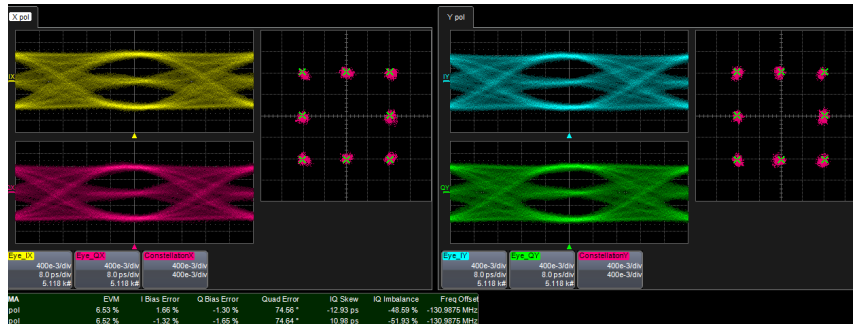 X pol
Y pol
IX
IY
QY
Eye_IX
Eye_QX
ConstellationX
Eye_IY
Eye_QY
ConstellationY
400e-3/div
400e-3/div
400e-3/div
400e-3/div
400e-3/div
400e-3/div
8.0 ps/div
8.0 ps/div
400e-3/div
8.0 ps/div
8.0 ps/div
400e-3/div
5.118 k#
5.118 k#
5.118 k#
5.118 k#
MA EVM I Bias Error Q Bias Error Quad Error IQ Skew IQ Imbalance Freq Offset
pol 6.53 % 1.66 % -1.30 % 74.56 ° -12.93 ps -48.59 % -130.9875 MHz
pol 6.52 % -1.32 % -1.65 % 74.64 ° 10.98 ps -51.93 % -130.9875 MHz